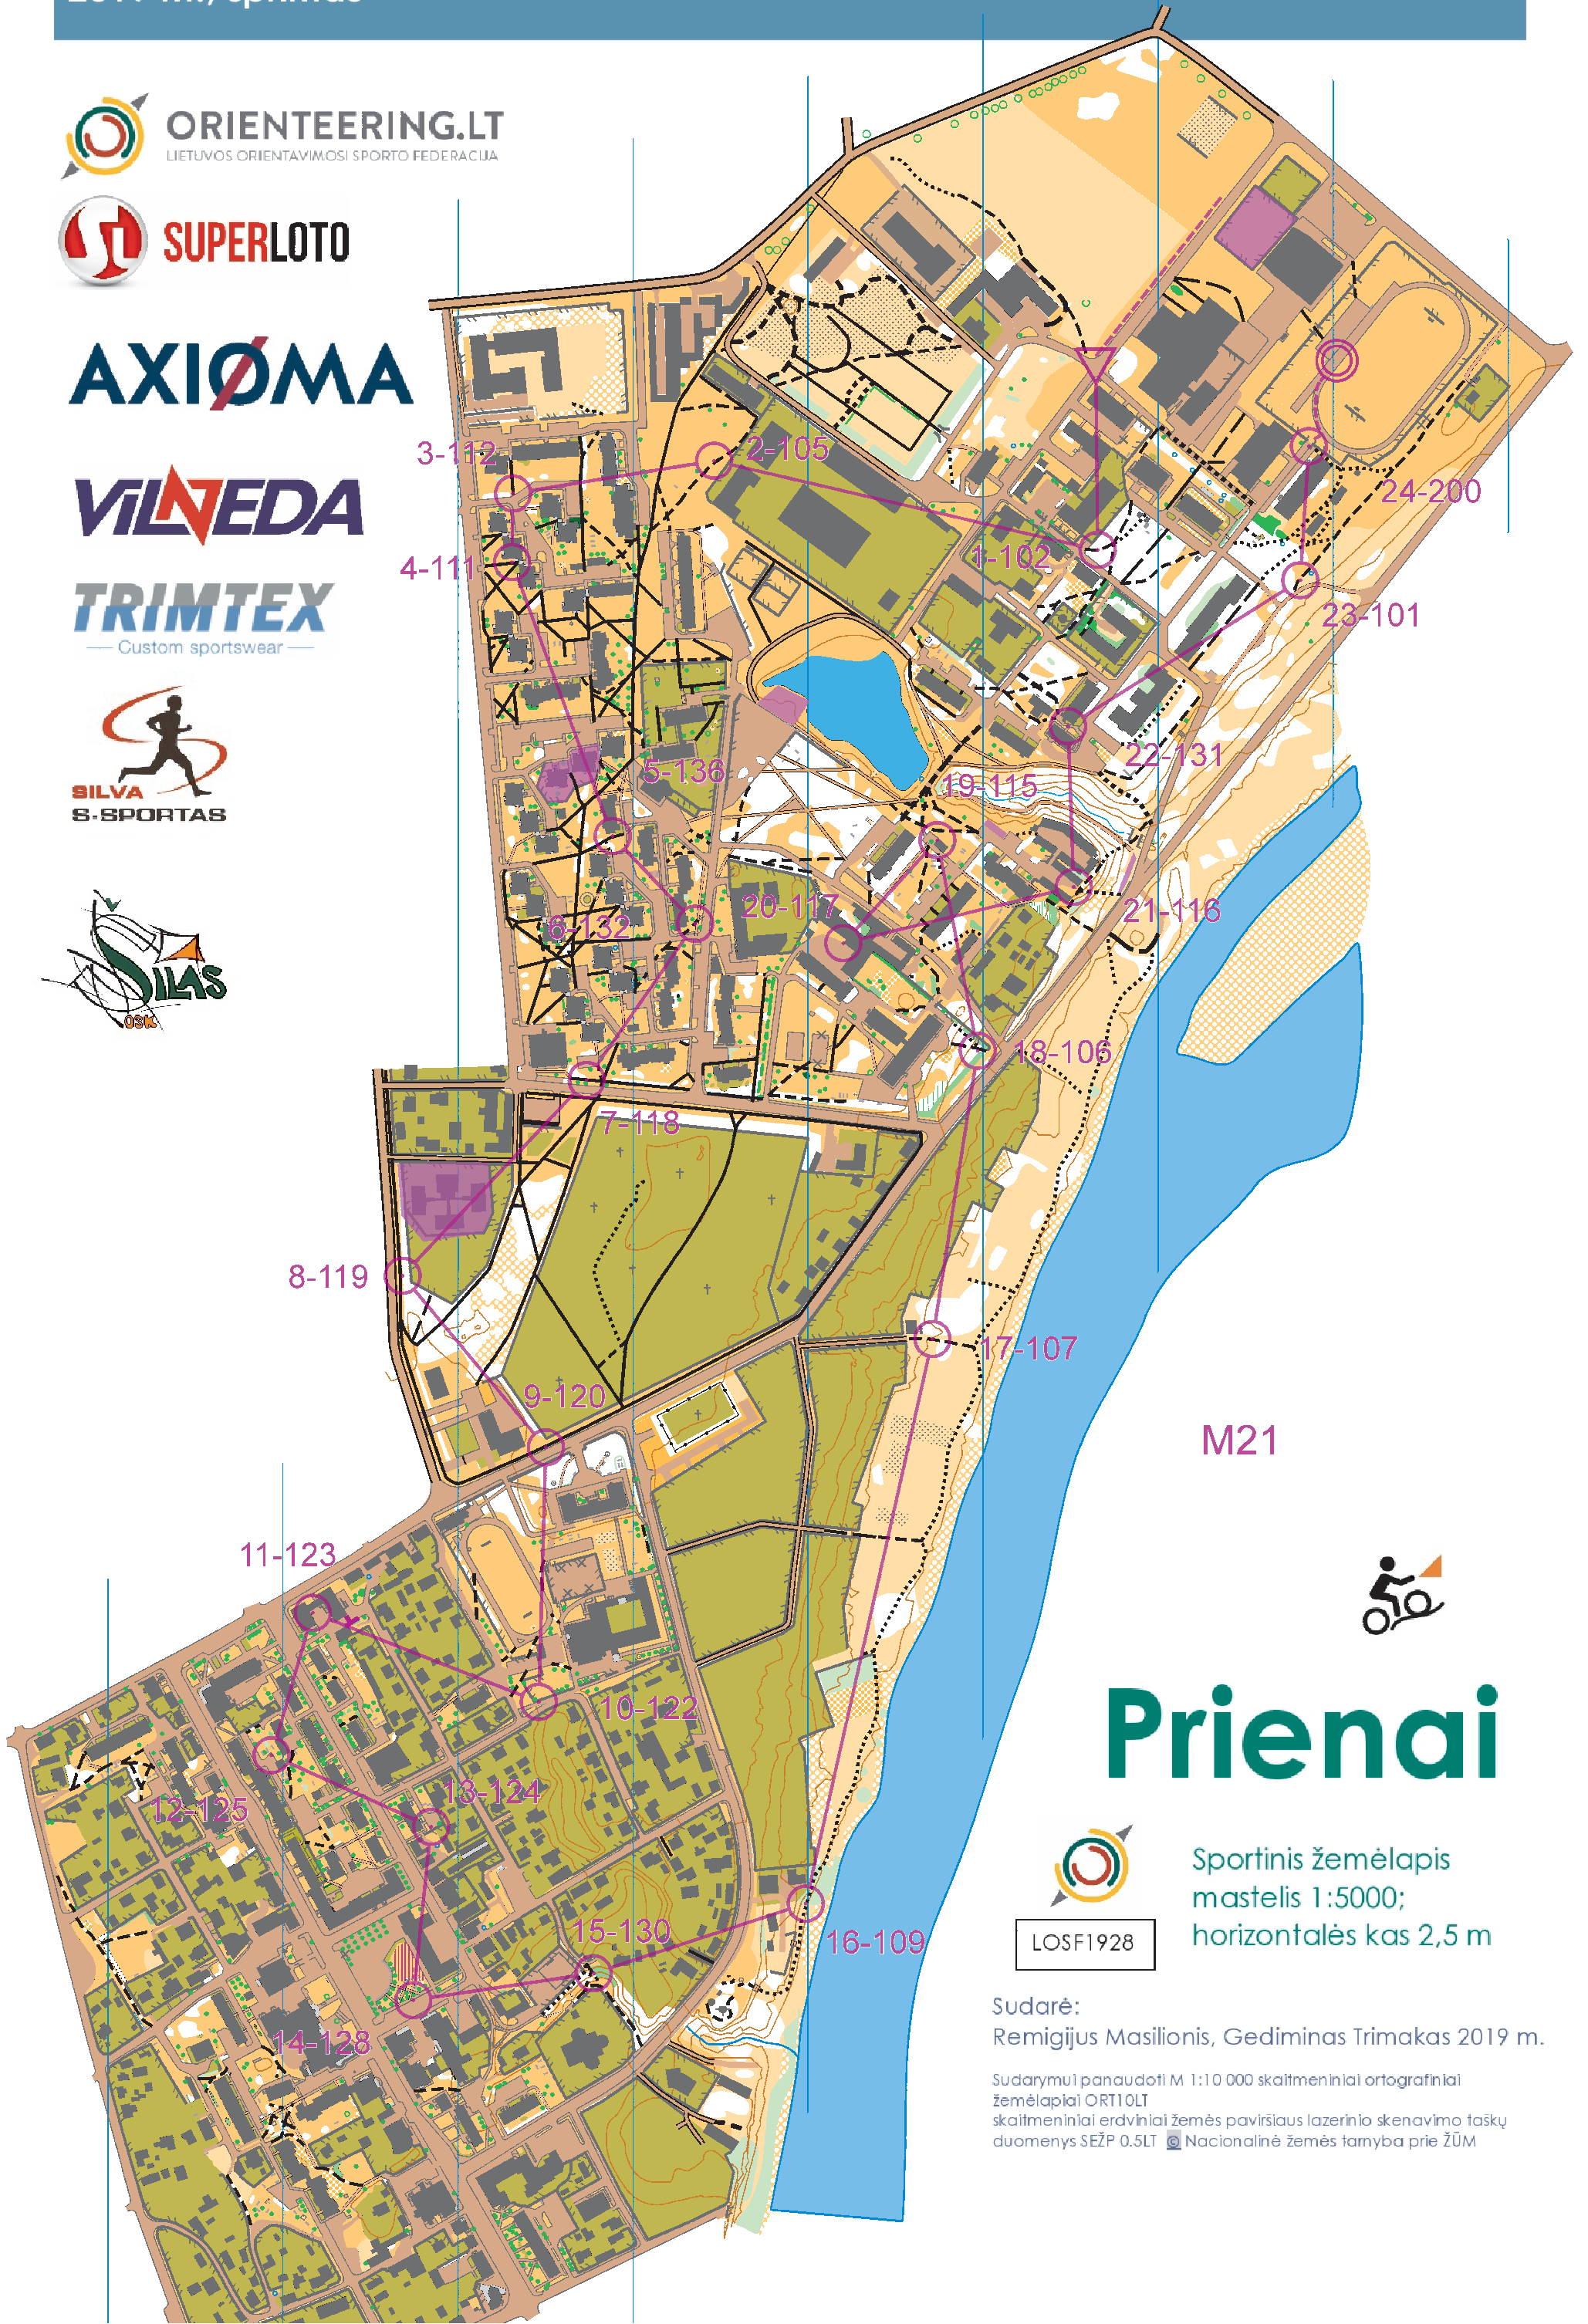 ORIENTEERING.LT
LIETUVOS ORIENTAVIMOSI SPORTO FEDERACIJA
SUPERLOTO
AXIOMA
VILNEDA
TRIMTEX
Custom sportswear
SILVA
S-SPORTAS
SILAS
OSK
3-112
2-105
24-200
4-111
1-102
23-101
5-136
22-131
19-115
20-117
6-132
21-116
18-106
7-118
8-119
17-107
9-120
M21
11-123
10-122
13-124
12-125
15-130
16-109
14-128
Prienai
Sportinis žemėlapis
mastelis 1:5000;
horizontalės kas 2,5 m
LOSF1928
Sudarė:
Remigijus Masilionis, Gediminas Trimakas 2019 m.
Sudarymui panaudoti M 1:10 000 skaitmeniniai ortografiniai
žemėlapiai ORT10LT
skaitmeniniai erdviniai žemės paviršiaus lazerinio skenavimo taškų
duomenys SEŽP 0.5LT © Nacionalinė žemės tarnyba prie ŽŪM